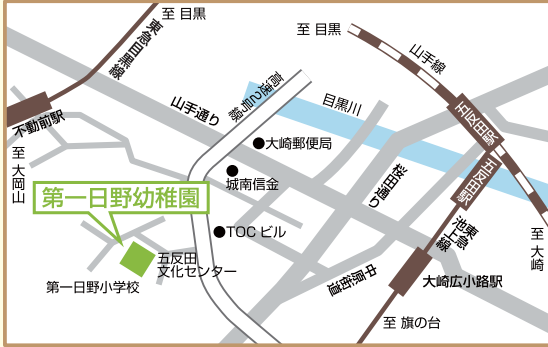 至 目黒
東急目黒線
至 目黒
山手線
高速2号線
山手通り
目黒川
五反田駅
不動前駅
大崎郵便局
至 大岡山
城南信金
桜田通り
五反田駅
第一日野幼稚園
東急
池上線
TOC ビル
至 大崎
五反田
文化センター
中原街道
第一日野小学校
大崎広小路駅
至 旗の台